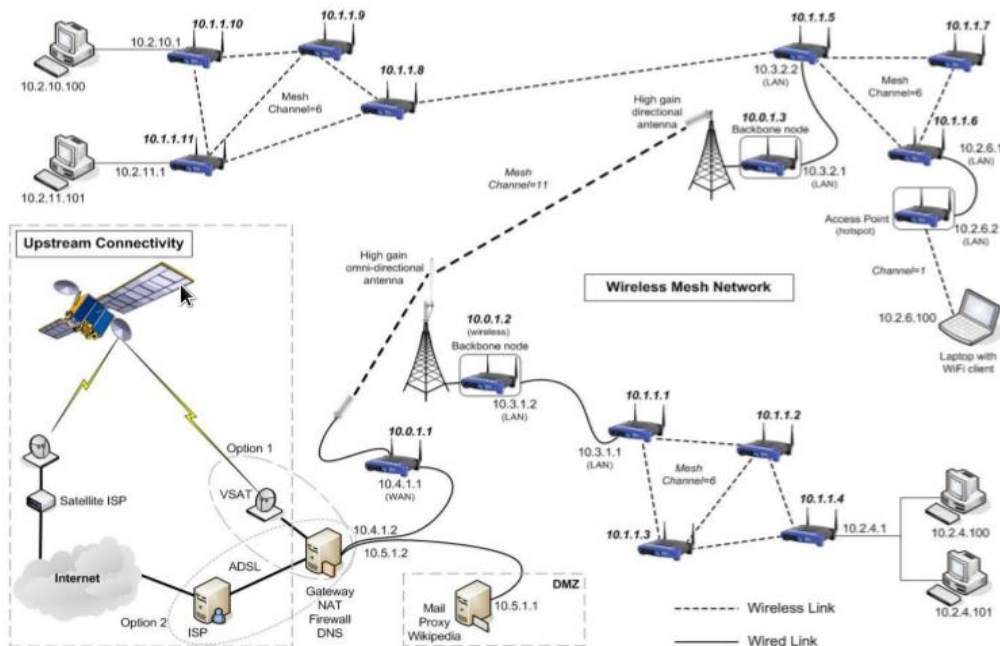 10.1.1.10
10.2.10.1
10.2.10.100
10.1.1.9
10.1.1.8
Mesh
Channel=6
10.1.1.11
10.2.11.1
10.2.11.101
10.1.1.5
10.1.1.7
10.3.2.2
(LAN)
Mesh
Channel=6
High gain
directional
antenna
10.0.1.3
Backbone node
10.3.2.1
(LAN)
10.1.1.6
10.2.6.1
(LAN)
Access Point
(hotspot)
10.2.6.2
(LAN)
Channel=1
10.2.6.100
Laptop with
WiFi client
Mesh
Channel=11
High gain
omni-directional
antenna
Wireless Mesh Network
Upstream Connectivity
Option 1
VSAT
Satellite ISP
Internet
ADSL
Option 2
ISP
Gateway
NAT
Firewall
DNS
10.0.1.2
(wireless)
Backbone node
10.3.1.2
(LAN)
10.0.1.1
10.4.1.1
(WAN)
10.4.1.2
10.5.1.2
DMZ
Mail
Proxy
Wikipedia
10.5.1.1
10.1.1.1
10.3.1.1
(LAN)
10.1.1.2
Mesh
Channel=6
10.1.1.3
10.1.1.4
10.2.4.1
10.2.4.100
10.2.4.101
Wireless Link
Wired Link